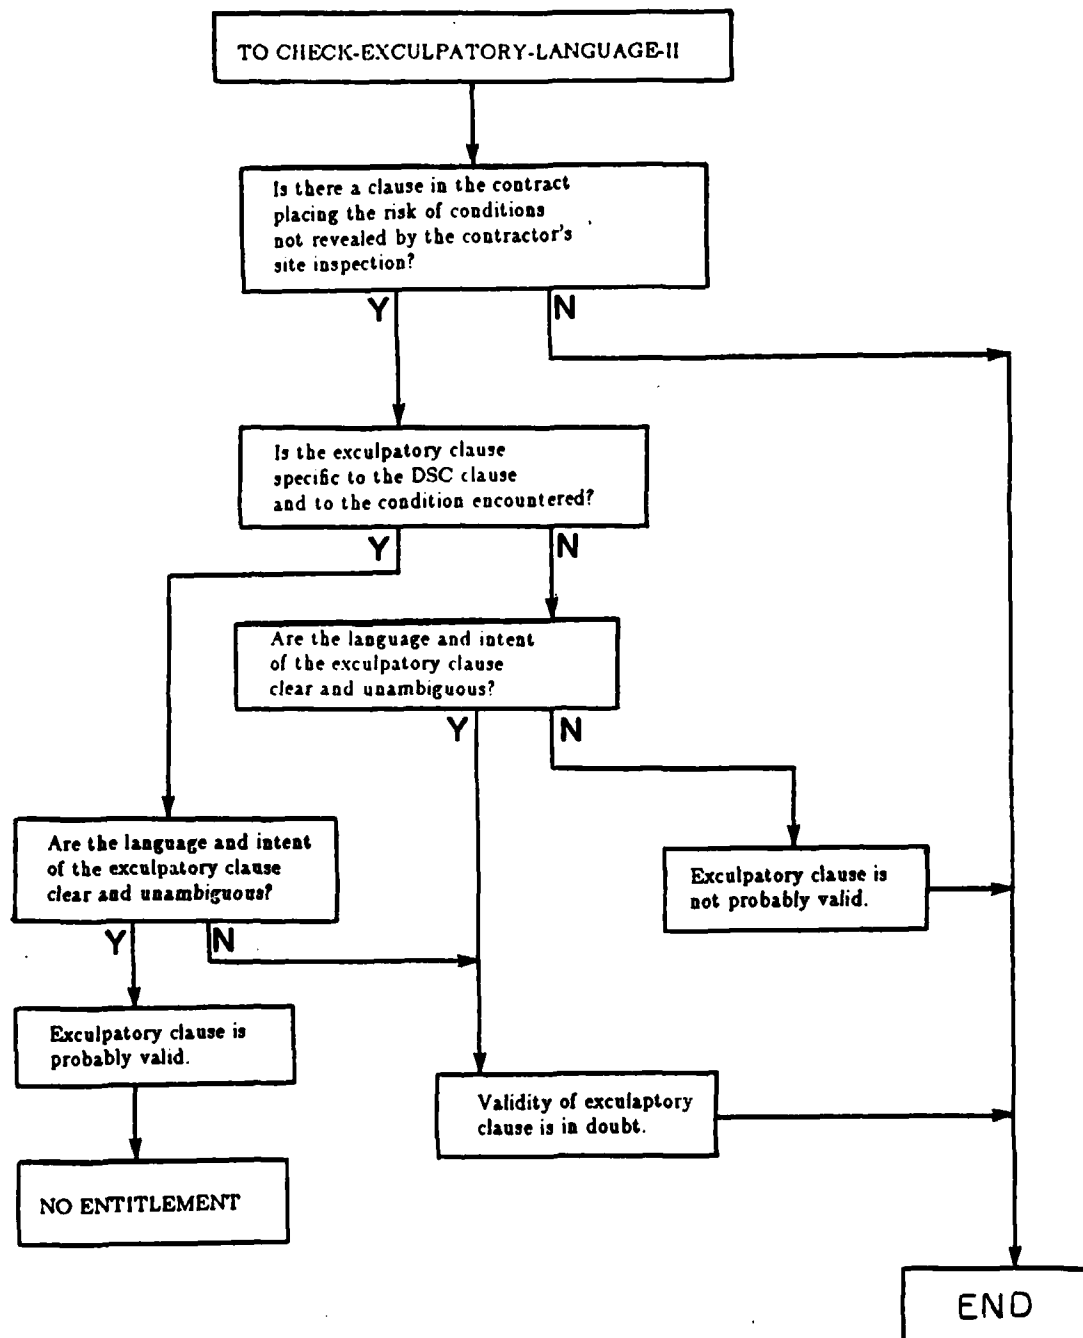 TO CHECK-EXCULPATORY-LANGUAGE-II
Is there a clause in the contract
placing the risk of conditions
not revealed by the contractor's
site inspection?
Y
N
Is the exculpatory clause
specific to the DSC clause
and to the condition encountered?
Y
N
Are the language and intent
of the exculpatory clause
clear and unambiguous?
Y
N
Are the language and intent
of the exculpatory clause
clear and unambiguous?
Y
N
Exculpatory clause is
not probably valid.
Exculpatory clause is
probably valid.
Validity of exculaptory
clause is in doubt.
NO ENTITLEMENT
END